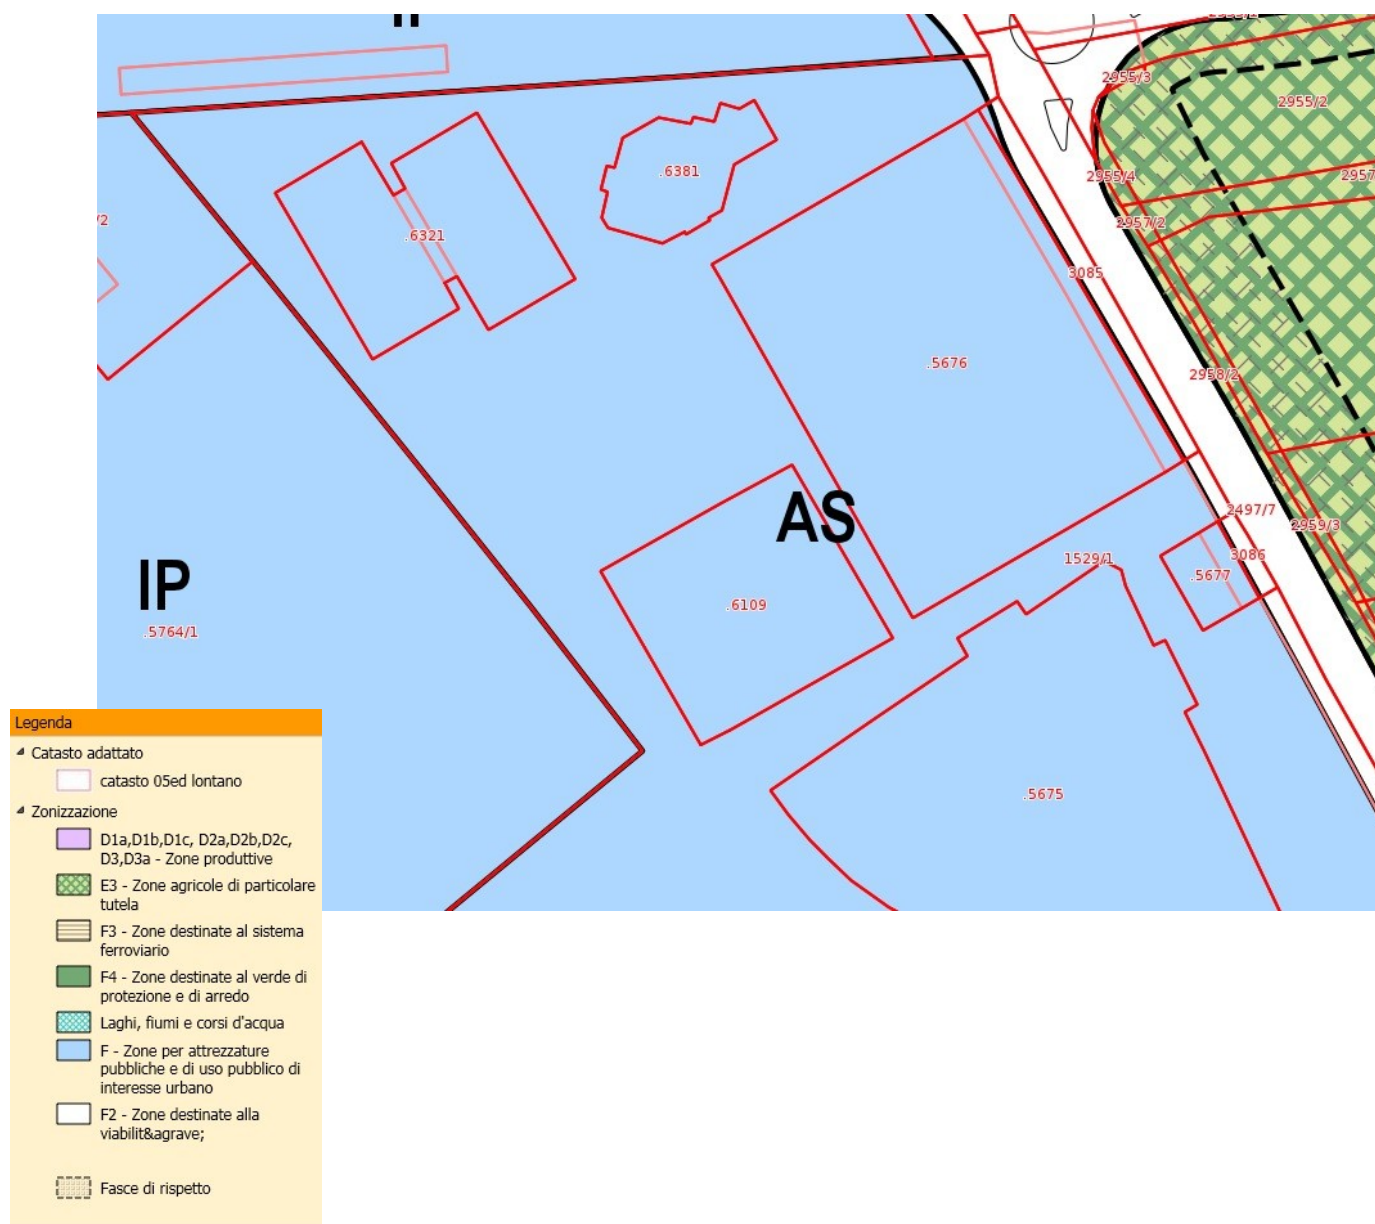 2955/3
2955/2
.6381
2955/4
2957
/2
2957/2
.6321
3085
.5676
2958/2
AS
2497/7
2959/3
1529/1
3086
.5677
IP
.6109
.5764/1
.5675
Legenda
Catasto adattato
catasto 05ed lontano
Zonizzazione
D1a,D1b,D1c, D2a,D2b,D2c,
D3,D3a - Zone produttive
E3 - Zone agricole di particolare
tutela
F3 - Zone destinate al sistema
ferroviario
F4 - Zone destinate al verde di
protezione e di arredo
Laghi, fiumi e corsi d'acqua
F - Zone per attrezzature
pubbliche e di uso pubblico di
interesse urbano
F2 - Zone destinate alla
viabilit&agrave;
Fasce di rispetto